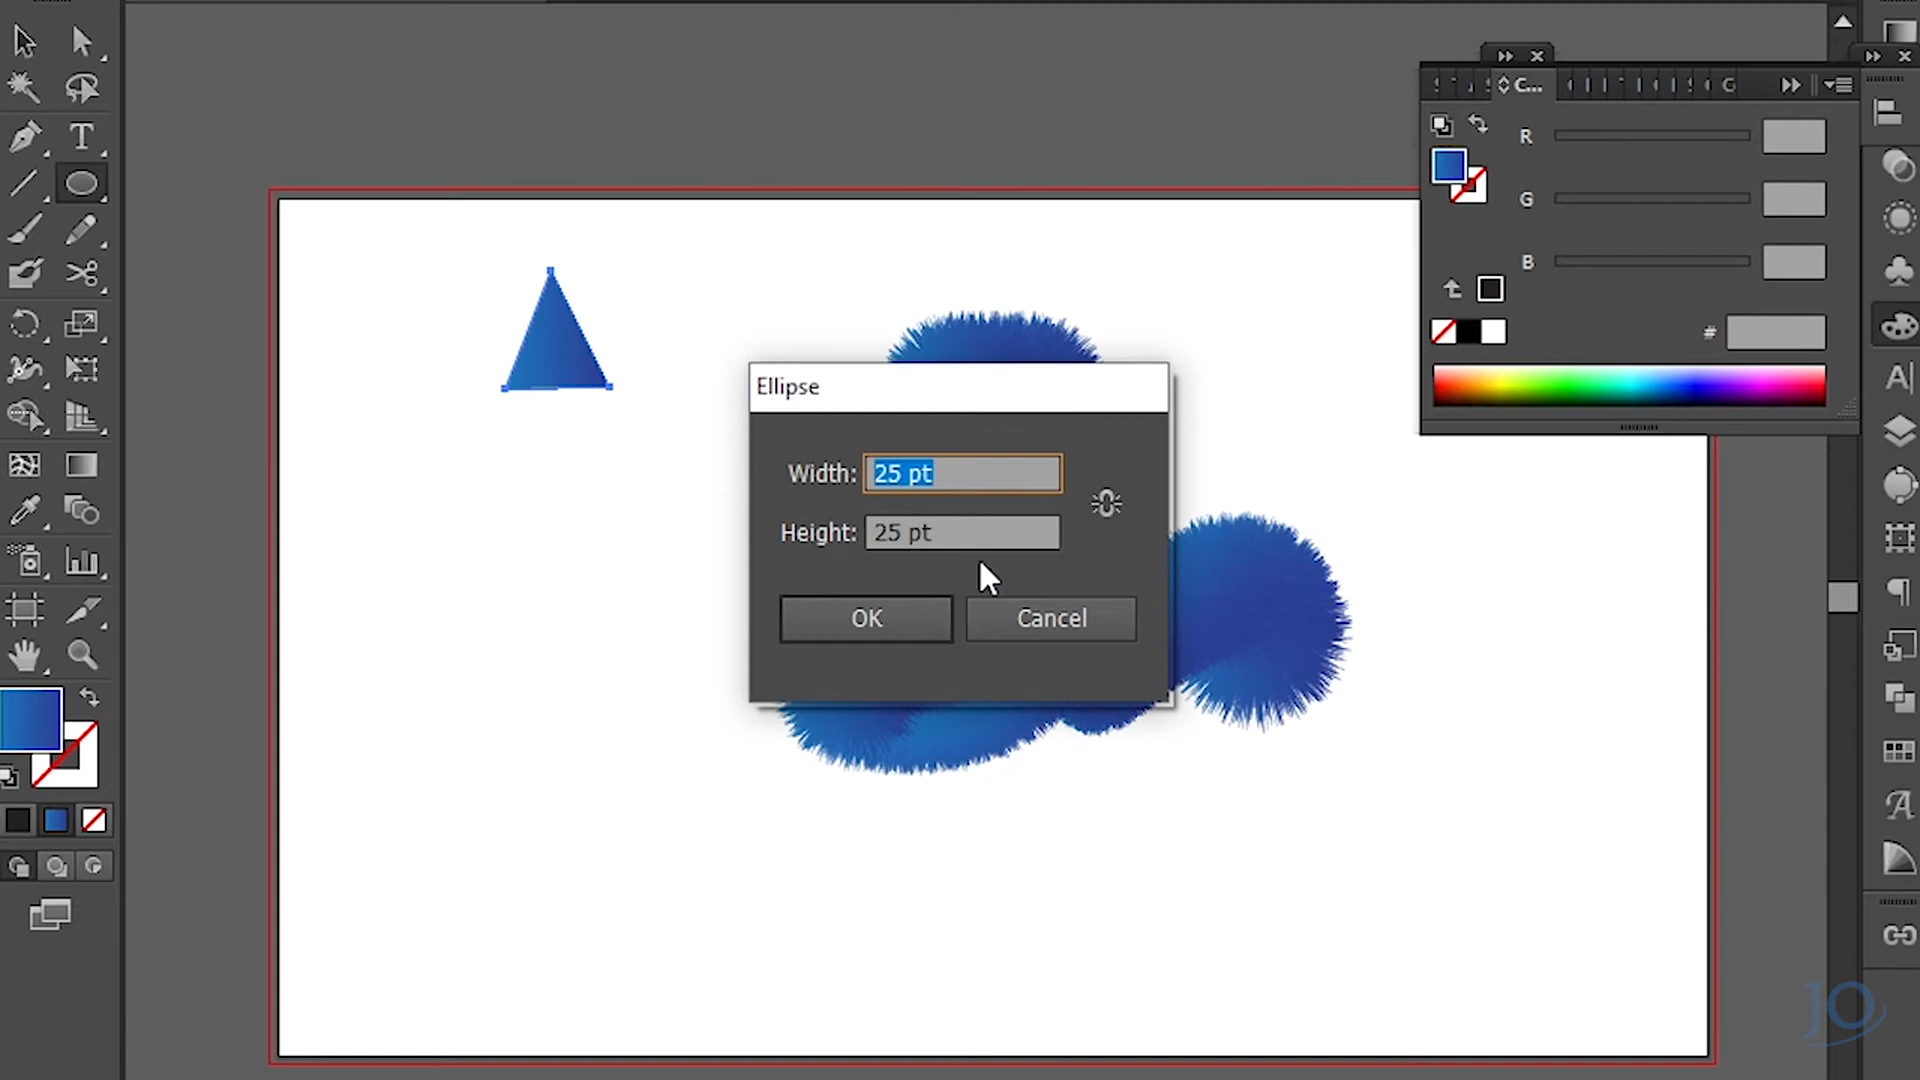 C...
G
R
G
B
#
Ellipse
Width: 25 pt
Height: 25 pt
OK
Cancel
JO